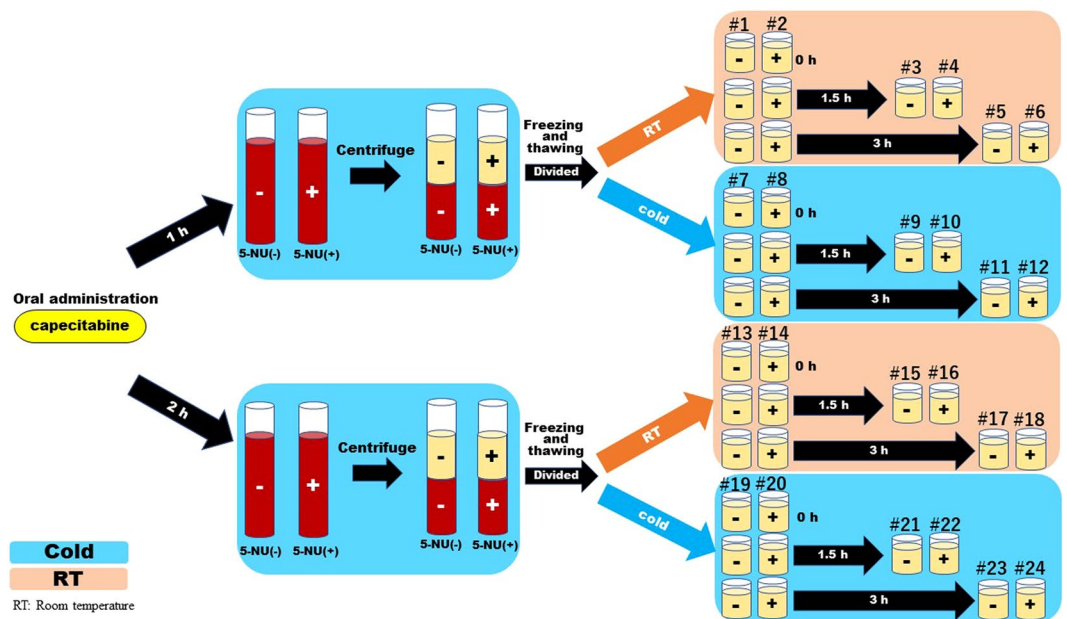 Oral administration
capecitabine
1 h
-
+
5-NU(-)
5-NU(+)
Centrifuge
-
+
-
+
5-NU(-)
5-NU(+)
Freezing
and
thawing
Divided
RT
cold
#1
#2
-
+
0 h
-
+
1.5 h
#3
#4
-
+
-
+
3 h
#5
#6
-
+
#7
#8
-
+
0 h
-
+
1.5 h
#9
#10
-
+
-
+
3 h
#11
#12
-
+
2 h
-
+
5-NU(-)
5-NU(+)
Centrifuge
-
+
-
+
5-NU(-)
5-NU(+)
Freezing
and
thawing
Divided
RT
cold
#13
#14
-
+
0 h
-
+
1.5 h
#15
#16
-
+
-
+
3 h
#17
#18
-
+
#19
#20
-
+
0 h
-
+
1.5 h
#21
#22
-
+
-
+
3 h
#23
#24
-
+
Cold
RT
RT: Room temperature